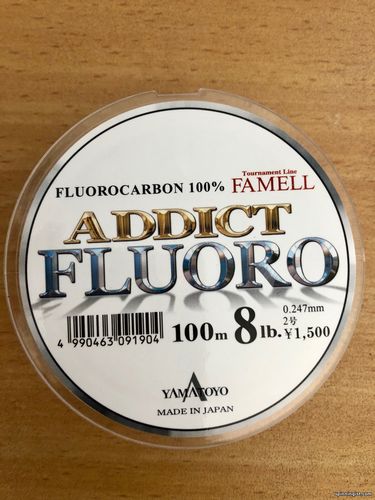 Tournament Line
FLUOROCARBON 100% FAMELL
ADDICT
FLUORO
0.247mm
2号
100m 8lb. ¥1,500
4 990463 091904
YAMATOYO
MADE IN JAPAN